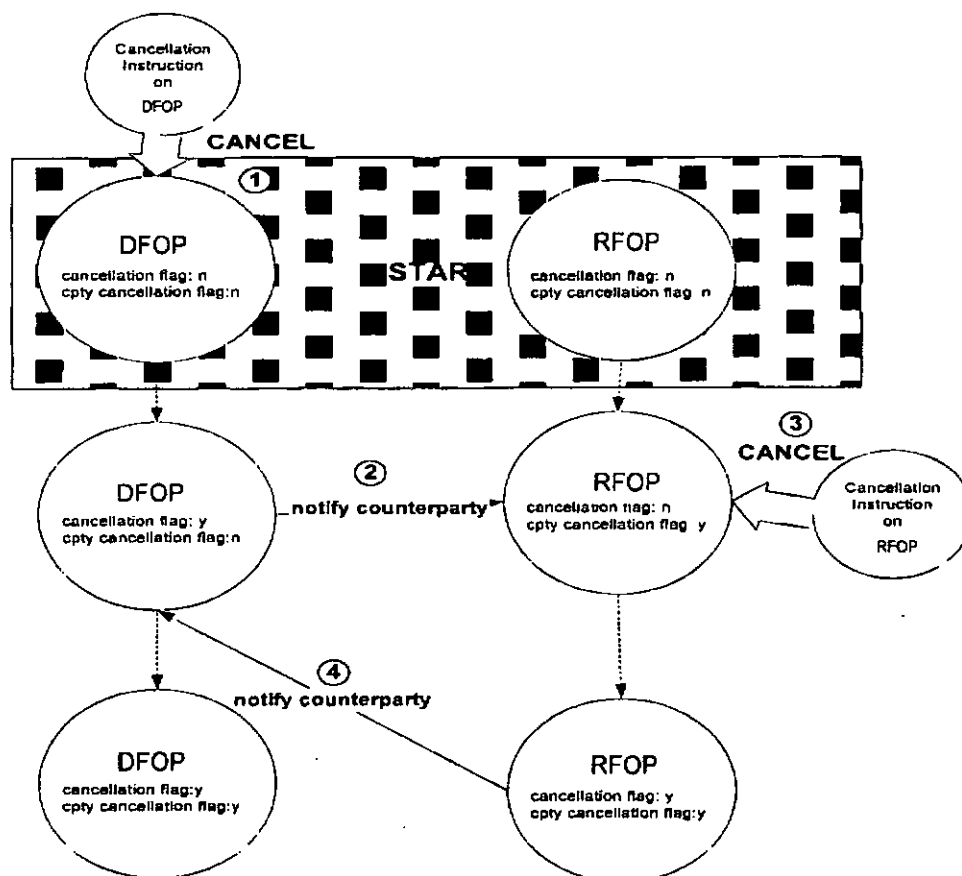 Cancellation
Instruction
on
DFOP
CANCEL
1
DFOP
cancellation flag: n
cpty cancellation flag:n
STAR
RFOP
cancellation flag: n
cpty cancellation flag n
DFOP
cancellation flag: y
cpty cancellation flag:n
2
notify counterparty
RFOP
cancellation flag: n
cpty cancellation flag y
3
CANCEL
Cancellation
Instruction
on
RFOP
4
notify counterparty
DFOP
cancellation flag:y
cpty cancellation flag:y
RFOP
cancellation flag: y
cpty cancellation flag:y